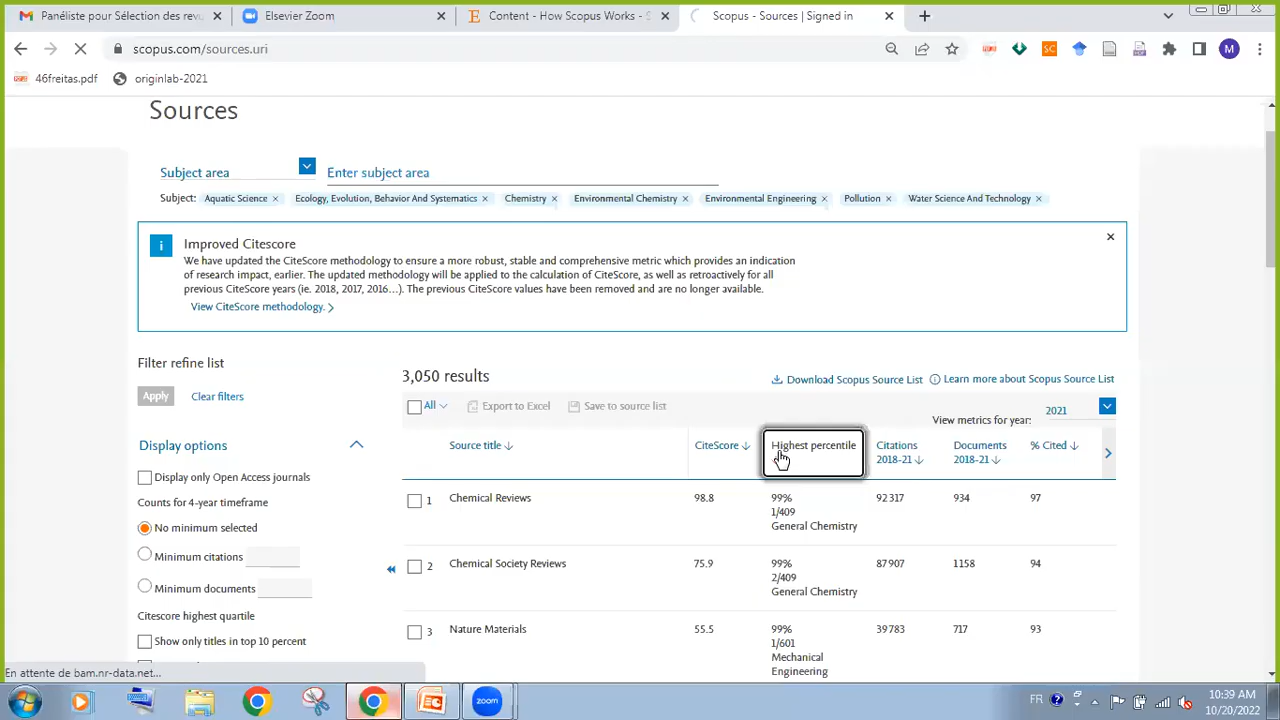 Panéliste pour Sélection des revu
Elsevier Zoom
Content - How Scopus Works - S
Scopus - Sources | Signed in
scopus.com/sources.uri
SC
M
46freitas.pdf
originlab-2021
Sources
Subject area
Enter subject area
Subject:
Aquatic Science ×
Ecology, Evolution, Behavior And Systematics ×
Chemistry ×
Environmental Chemistry ×
Environmental Engineering ×
Pollution ×
Water Science And Technology ×
i
Improved Citescore
We have updated the CiteScore methodology to ensure a more robust, stable and comprehensive metric which provides an indication
of research impact, earlier. The updated methodology will be applied to the calculation of CiteScore, as well as retroactively for all
previous CiteScore years (ie. 2018, 2017, 2016...). The previous CiteScore values have been removed and are no longer available.
View CiteScore methodology. >
Filter refine list
Apply
Clear filters
Display options
Display only Open Access journals
Counts for 4-year timeframe
No minimum selected
Minimum citations
Minimum documents
Citescore highest quartile
Show only titles in top 10 percent
3,050 results
Download Scopus Source List
Learn more about Scopus Source List
All
Export to Excel
Save to source list
View metrics for year:
2021
Source title ↓
CiteScore ↓
Highest percentile
Citations
2018-21 ↓
Documents
2018-21 ↓
% Cited ↓
1
Chemical Reviews
98.8
99%
1/409
General Chemistry
92 317
934
97
2
Chemical Society Reviews
75.9
99%
2/409
General Chemistry
87 907
1158
94
3
Nature Materials
55.5
99%
1/601
Mechanical
Engineering
39 783
717
93
En attente de bam.nr-data.net...
zoom
FR
10:39 AM
10/20/2022